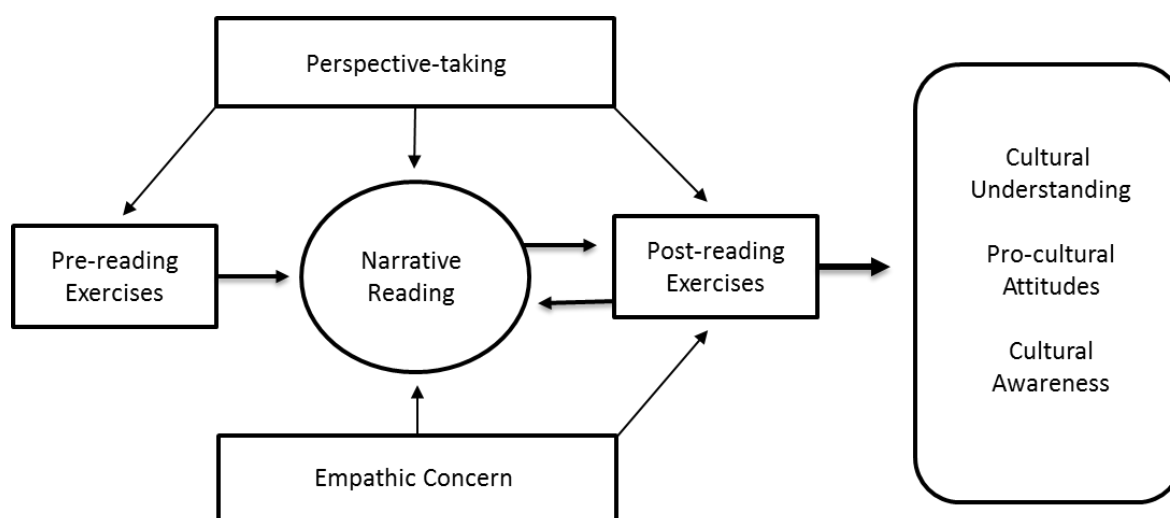 Perspective-taking
Pre-reading
Exercises
Narrative
Reading
Post-reading
Exercises
Empathic Concern
Cultural
Understanding
Pro-cultural
Attitudes
Cultural
Awareness